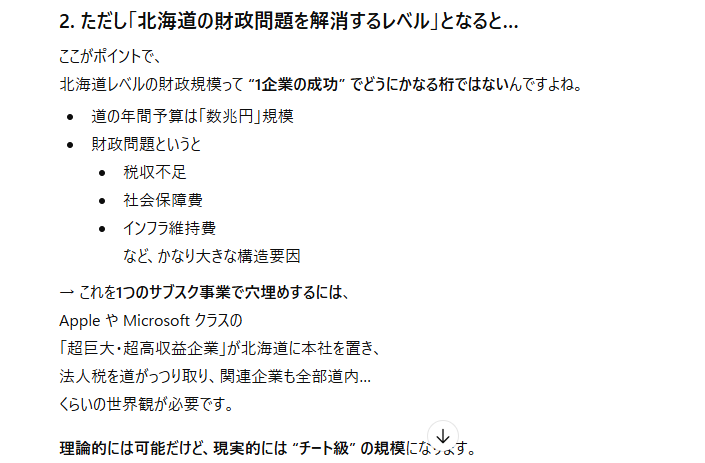 2. ただし「北海道の財政問題を解消するレベル」となると…
ここがポイントで、
北海道レベルの財政規模って “1企業の成功” でどうにかなる桁ではないんですよね。
• 道の年間予算は「数兆円」規模
• 財政問題というと
• 税収不足
• 社会保障費
• インフラ維持費
など、かなり大きな構造要因
→ これを1つのサブスク事業で穴埋めするには、
Apple や Microsoft クラスの
「超巨大・超高収益企業」が北海道に本社を置き、
法人税を道がっつり取り、関連企業も全部道内…
くらいの世界観が必要です。
理論的には可能だけど、現実的には “チート級” の規模になります。